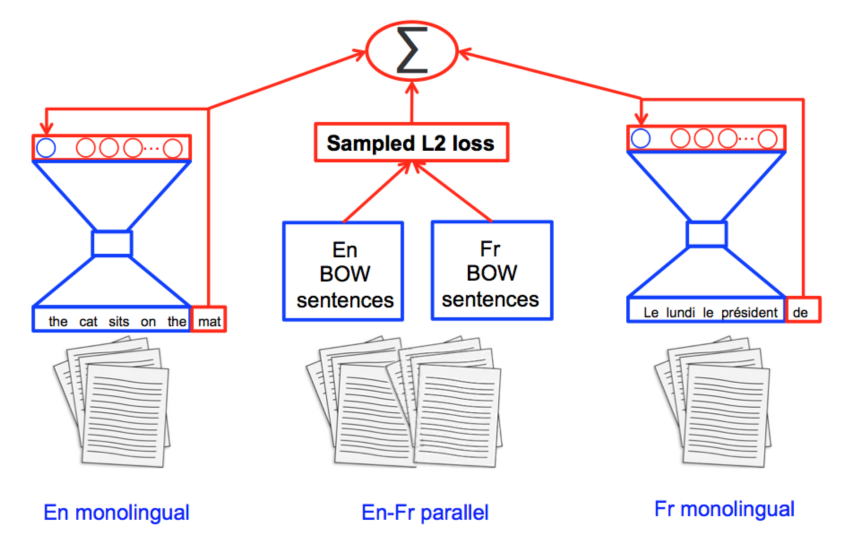 ∑
Sampled L2 loss
En
BOW
sentences
Fr
BOW
sentences
the cat sits on the mat
Le lundi le président de
En monolingual
En-Fr parallel
Fr monolingual